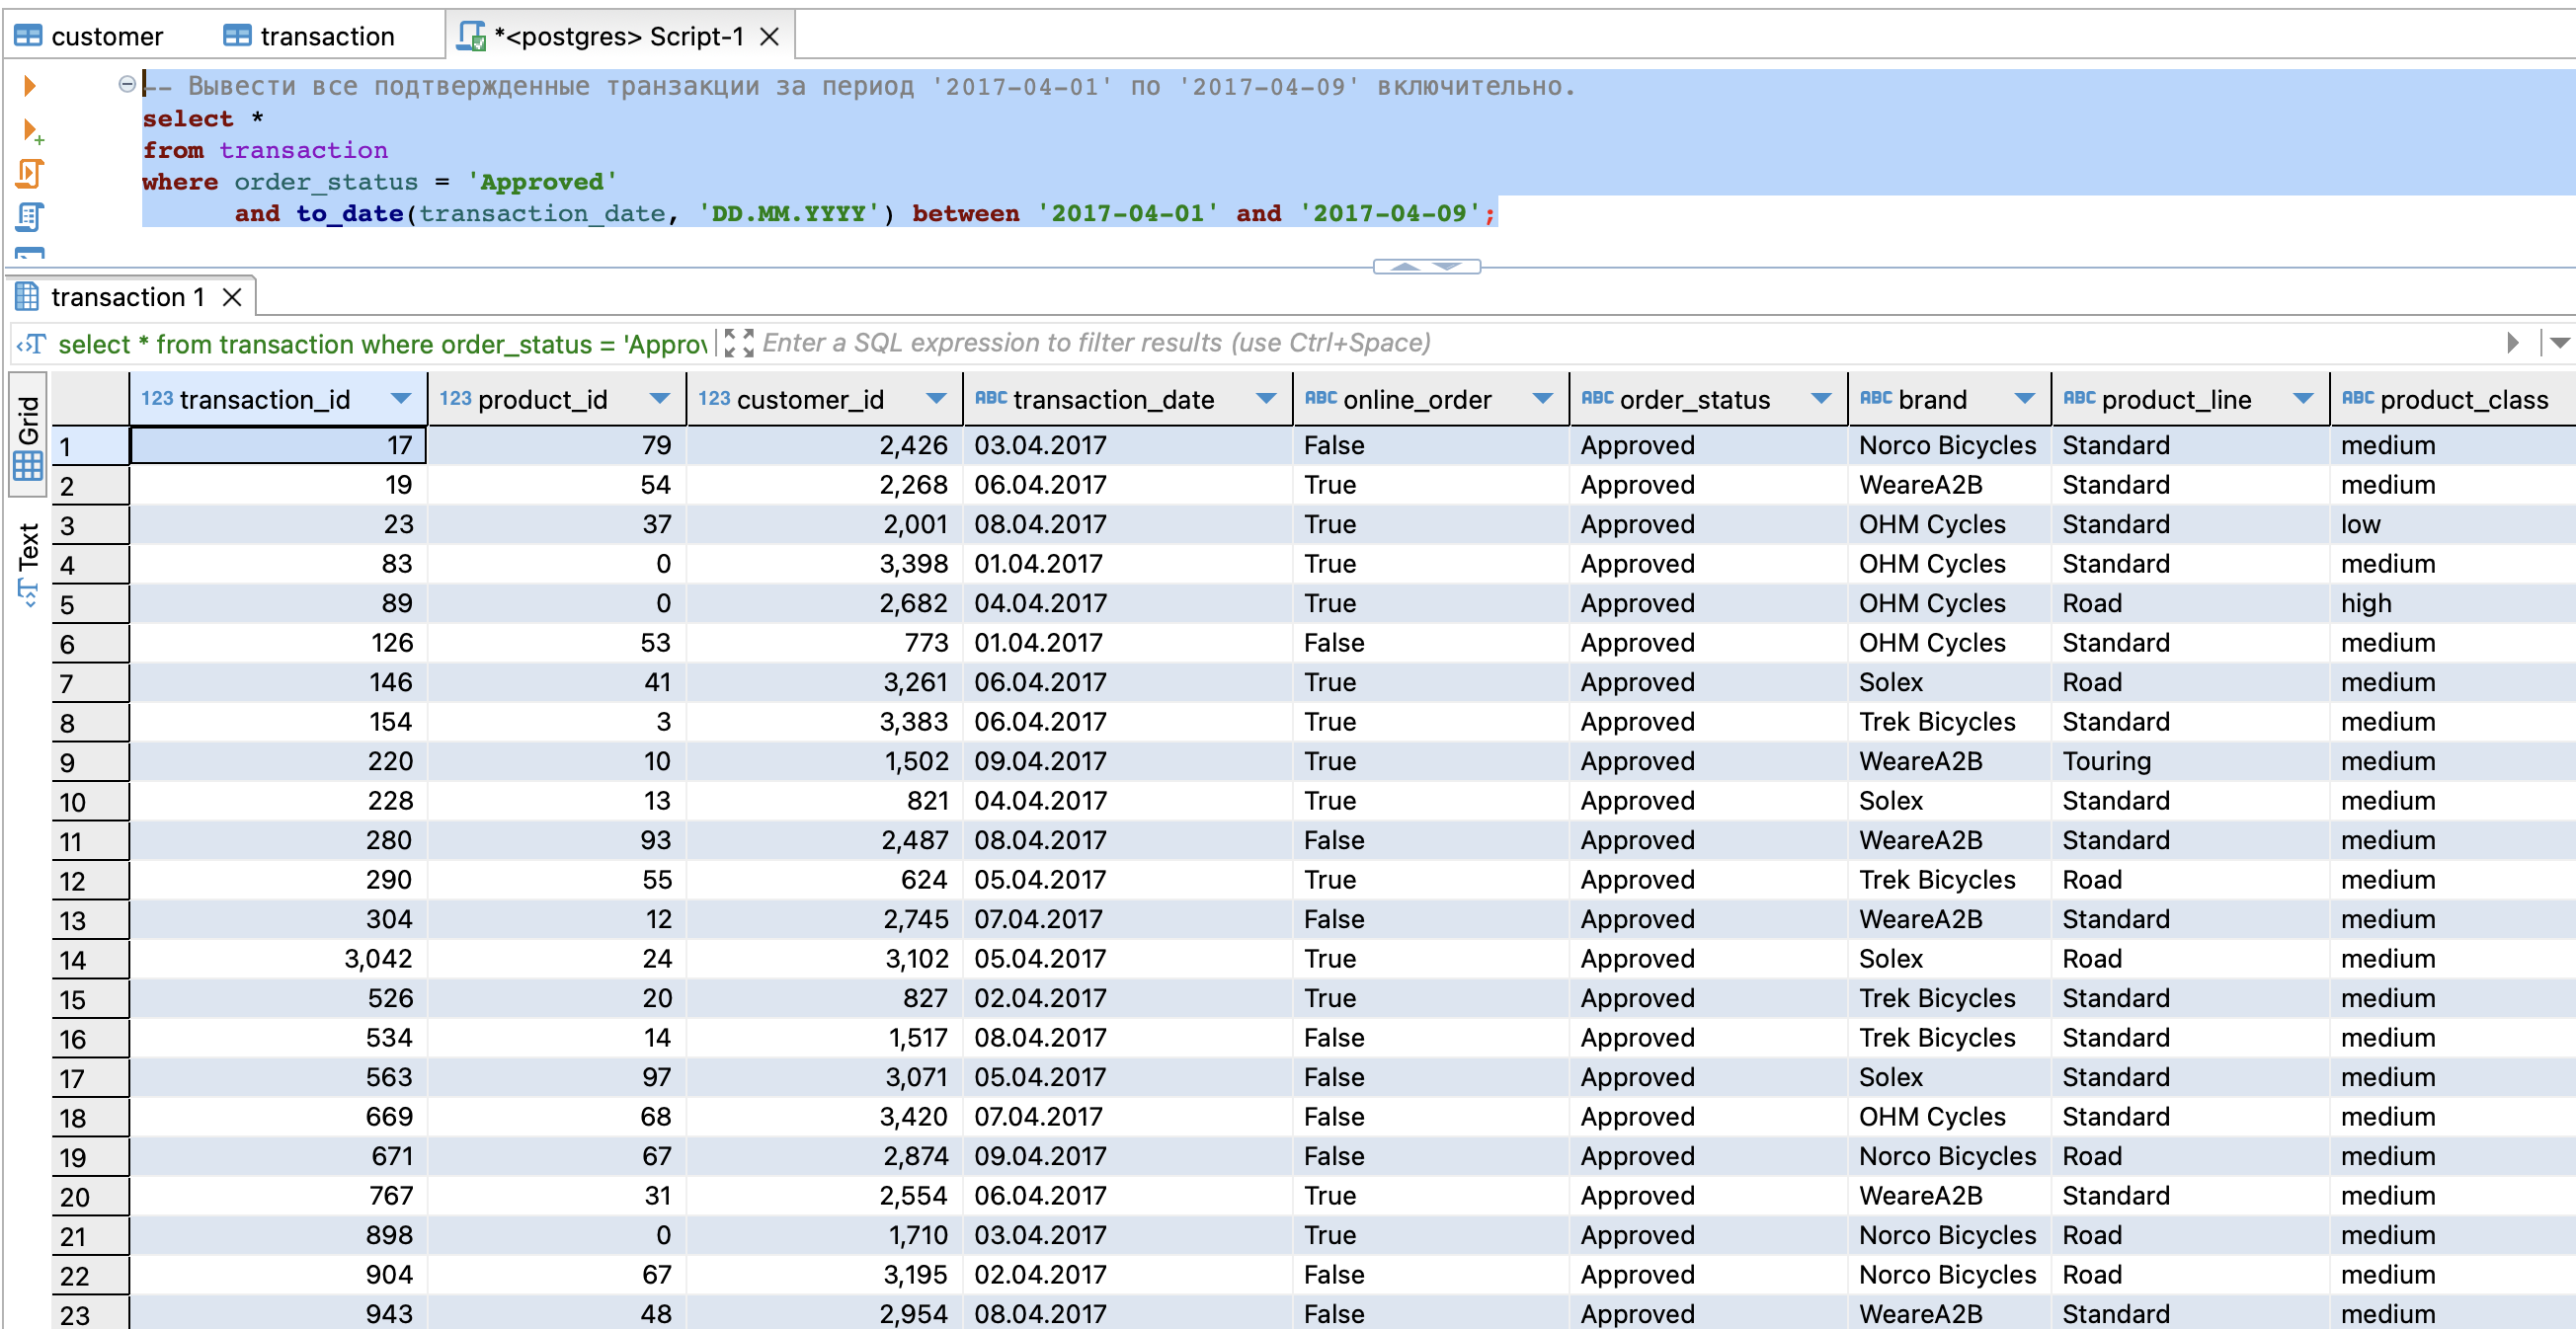 customer transaction *<postgres> Script-1
-- Вывести все подтвержденные транзакции за период '2017-04-01' по '2017-04-09' включительно.
select *
from transaction
where order_status = 'Approved'
and to_date(transaction_date, 'DD.MM.YYYY') between '2017-04-01' and '2017-04-09';
transaction 1
select * from transaction where order_status = 'Approv Enter a SQL expression to filter results (use Ctrl+Space)
Grid
Text
123 transaction_id 123 product_id 123 customer_id ABC transaction_date ABC online_order ABC order_status ABC brand ABC product_line ABC product_class
1 17 79 2,426 03.04.2017 False Approved Norco Bicycles Standard medium
2 19 54 2,268 06.04.2017 True Approved WeareA2B Standard medium
3 23 37 2,001 08.04.2017 True Approved OHM Cycles Standard low
4 83 0 3,398 01.04.2017 True Approved OHM Cycles Standard medium
5 89 0 2,682 04.04.2017 True Approved OHM Cycles Road high
6 126 53 773 01.04.2017 False Approved OHM Cycles Standard medium
7 146 41 3,261 06.04.2017 True Approved Solex Road medium
8 154 3 3,383 06.04.2017 True Approved Trek Bicycles Standard medium
9 220 10 1,502 09.04.2017 True Approved WeareA2B Touring medium
10 228 13 821 04.04.2017 True Approved Solex Standard medium
11 280 93 2,487 08.04.2017 False Approved WeareA2B Standard medium
12 290 55 624 05.04.2017 True Approved Trek Bicycles Road medium
13 304 12 2,745 07.04.2017 False Approved WeareA2B Standard medium
14 3,042 24 3,102 05.04.2017 True Approved Solex Road medium
15 526 20 827 02.04.2017 True Approved Trek Bicycles Standard medium
16 534 14 1,517 08.04.2017 False Approved Trek Bicycles Standard medium
17 563 97 3,071 05.04.2017 False Approved Solex Standard medium
18 669 68 3,420 07.04.2017 False Approved OHM Cycles Standard medium
19 671 67 2,874 09.04.2017 False Approved Norco Bicycles Road medium
20 767 31 2,554 06.04.2017 True Approved WeareA2B Standard medium
21 898 0 1,710 03.04.2017 True Approved Norco Bicycles Road medium
22 904 67 3,195 02.04.2017 False Approved Norco Bicycles Road medium
23 943 48 2,954 08.04.2017 False Approved WeareA2B Standard medium